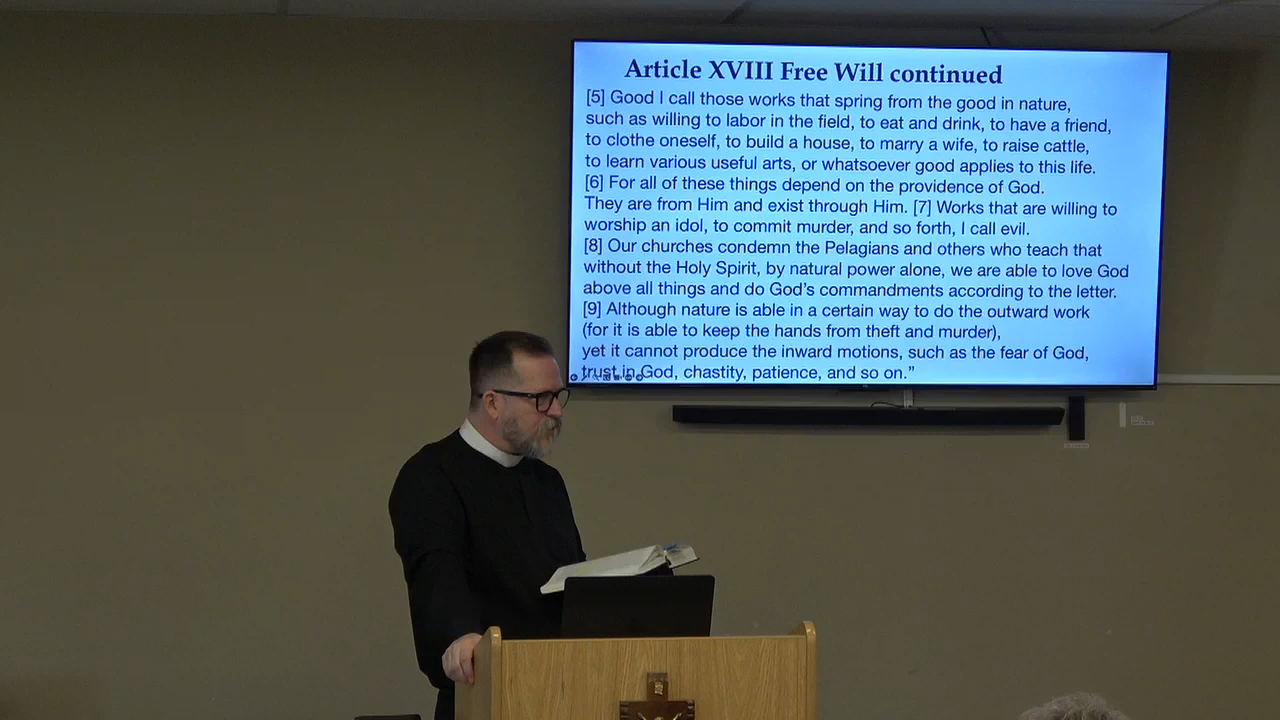 Article XVIII Free Will continued
[5] Good I call those works that spring from the good in nature,
such as willing to labor in the field, to eat and drink, to have a friend,
to clothe oneself, to build a house, to marry a wife, to raise cattle,
to learn various useful arts, or whatsoever good applies to this life.
[6] For all of these things depend on the providence of God.
They are from Him and exist through Him. [7] Works that are willing to
worship an idol, to commit murder, and so forth, I call evil.
[8] Our churches condemn the Pelagians and others who teach that
without the Holy Spirit, by natural power alone, we are able to love God
above all things and do God's commandments according to the letter.
[9] Although nature is able in a certain way to do the outward work
(for it is able to keep the hands from theft and murder),
yet it cannot produce the inward motions, such as the fear of God,
trust in God, chastity, patience, and so on.”